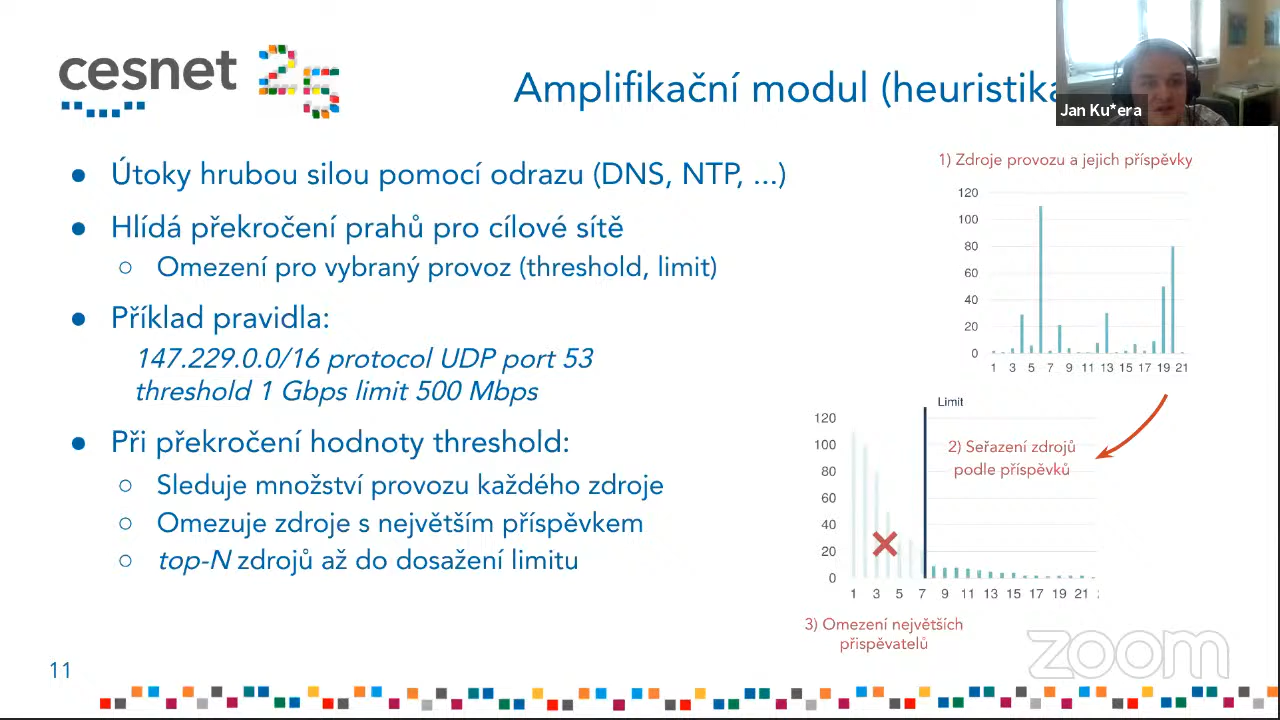 cesnet 25
Amplifikační modul (heuristika
Jan Ku*era
● Útoky hrubou silou pomocí odrazu (DNS, NTP, ...)
● Hlídá překročení prahů pro cílové sítě
○ Omezení pro vybraný provoz (threshold, limit)
● Příklad pravidla:
147.229.0.0/16 protocol UDP port 53
threshold 1 Gbps limit 500 Mbps
● Při překročení hodnoty threshold:
○ Sleduje množství provozu každého zdroje
○ Omezuje zdroje s největším příspěvkem
○ top-N zdrojů až do dosažení limitu
1) Zdroje provozu a jejich příspěvky
120
100
80
60
40
20
0
1 3 5 7 9 11 13 15 17 19 21
Limit
120
100
80
60
40
20
0
1 3 5 7 9 11 13 15 17 19 21
2) Seřazení zdrojů
podle příspěvků
3) Omezení největších
přispěvatelů
zoom
11